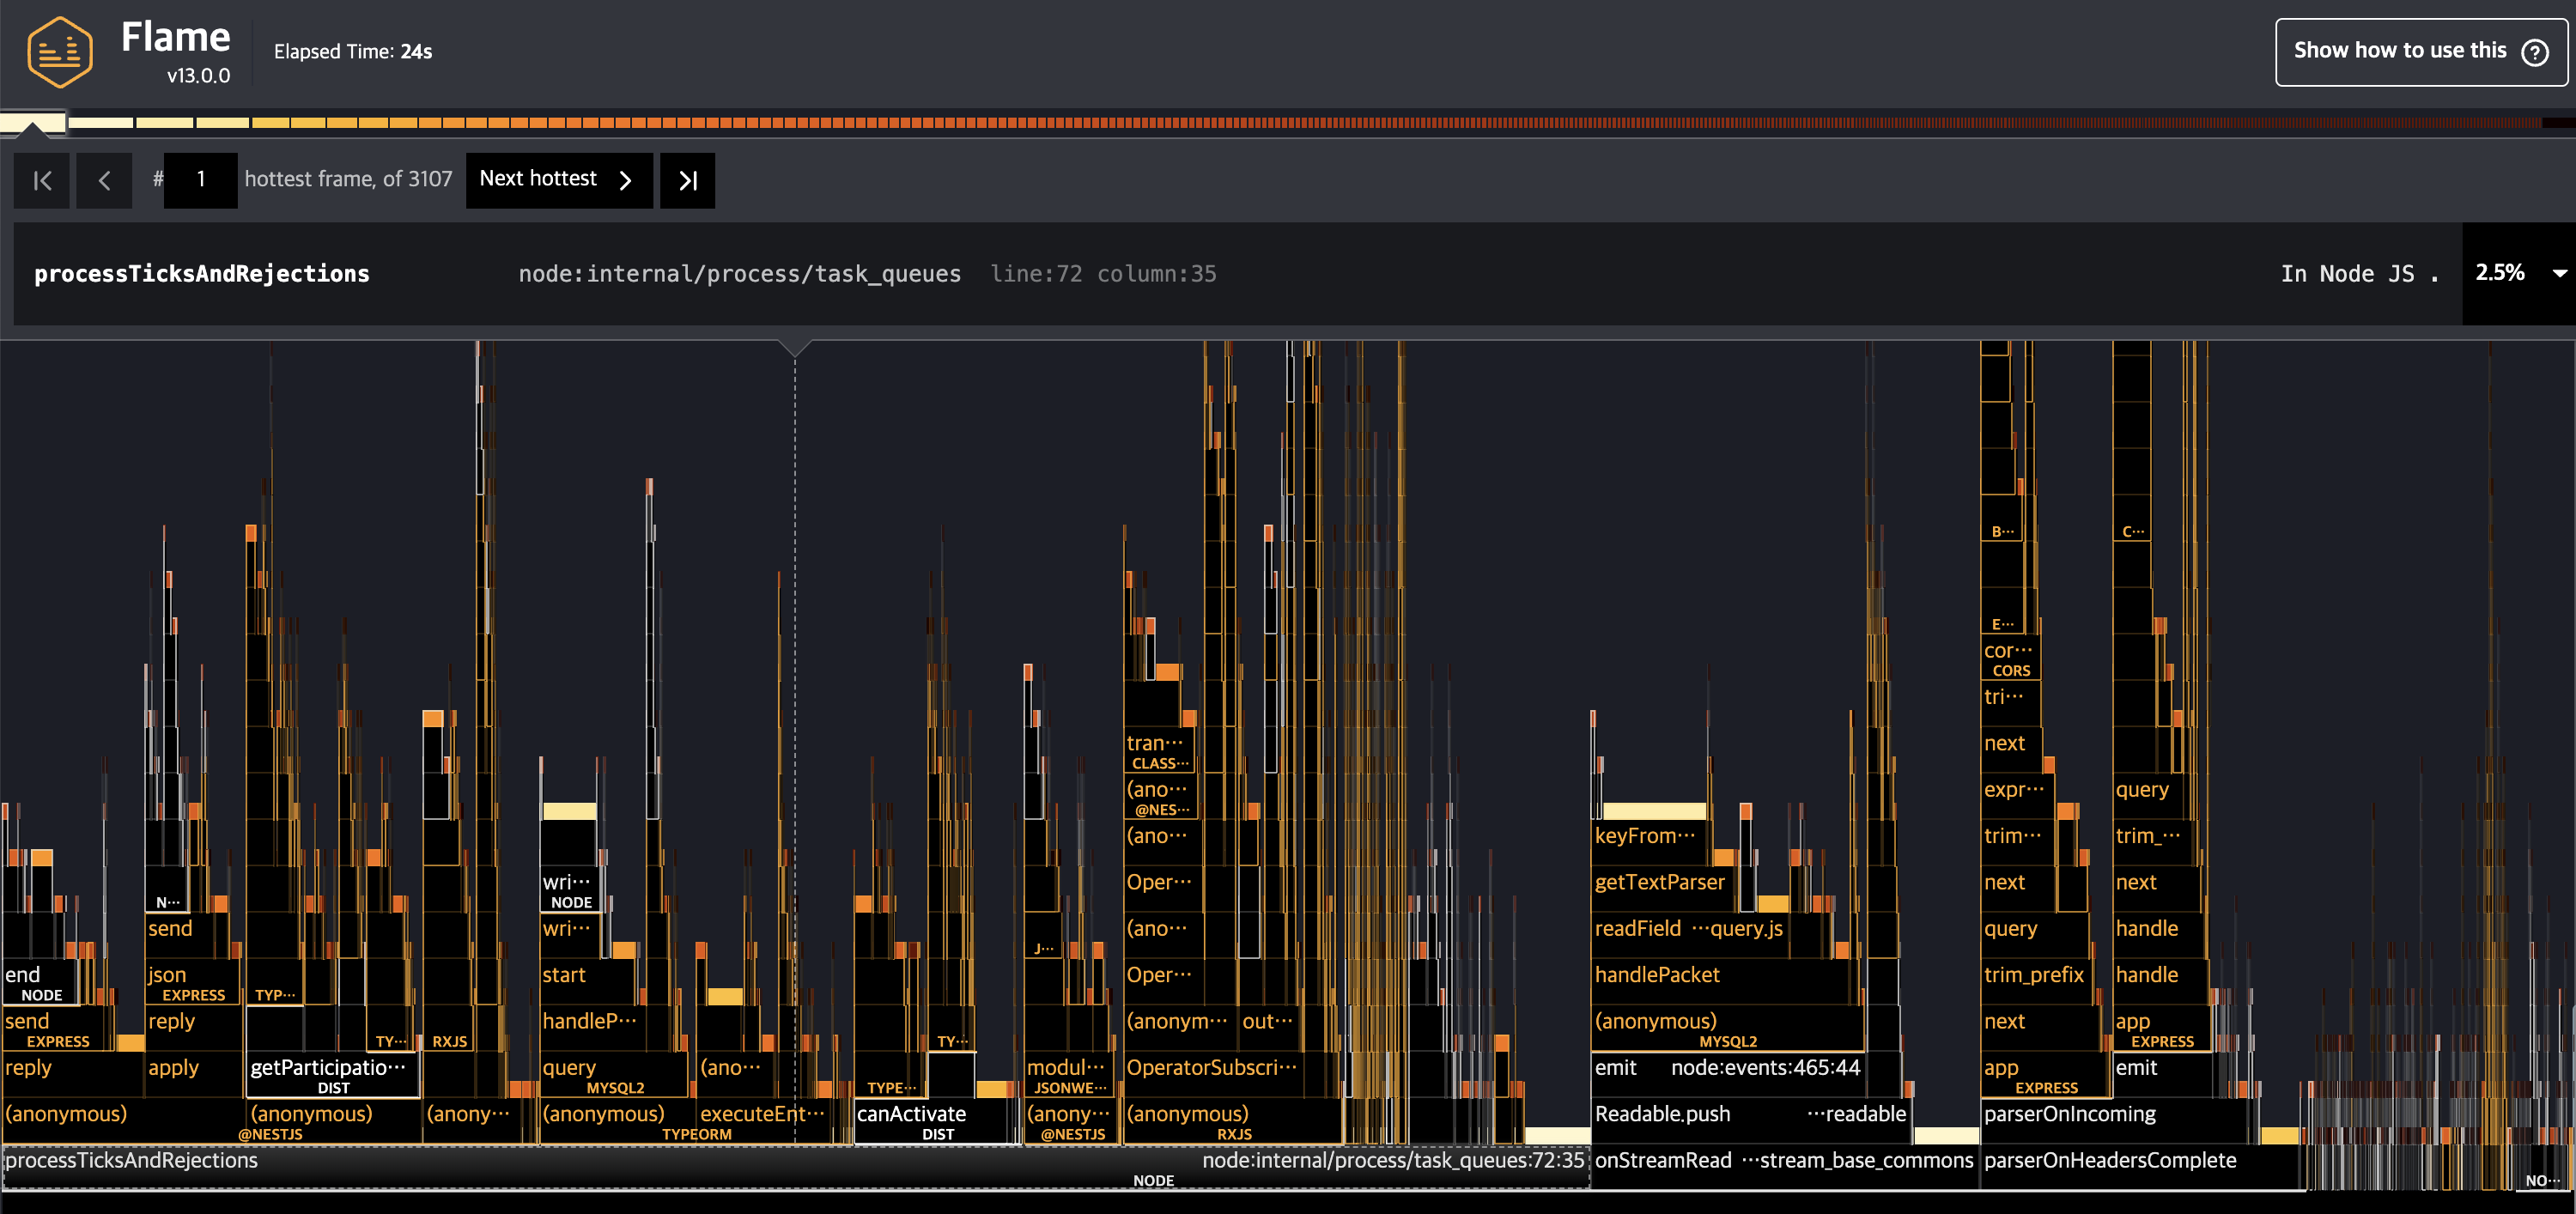 Flame
v13.0.0
Elapsed Time: 24s
Show how to use this ?
# 1 hottest frame, of 3107 Next hottest
processTicksAndRejections node:internal/process/task_queues line:72 column:35 In Node JS . 2.5%
B··· C···
E···
cor···
CORS
tri···
tran··· next
CLASS···
(ano··· expr··· query
@NES···
(ano··· keyFrom··· trim··· trim_···
wri··· Oper··· getTextParser next next
N··· NODE
send wri··· (ano··· readField ···query.js query handle
J···
end json start Oper··· handlePacket trim_prefix handle
NODE EXPRESS TYP···
send reply handleP··· (anonym··· out··· (anonymous) next app
EXPRESS TY··· RXJS TY··· MYSQL2 EXPRESS
reply apply getParticipatio··· query (ano··· modul··· OperatorSubscri··· emit node:events:465:44 app emit
DIST MYSQL2 TYPE··· JSONWE··· EXPRESS
(anonymous) (anonymous) (anony··· (anonymous) executeEnt··· canActivate (anony··· (anonymous) Readable.push ···readable parserOnIncoming
@NESTJS TYPEORM DIST @NESTJS RXJS
processTicksAndRejections node:internal/process/task_queues:72:35 onStreamRead ···stream_base_commons parserOnHeadersComplete
NODE NO···